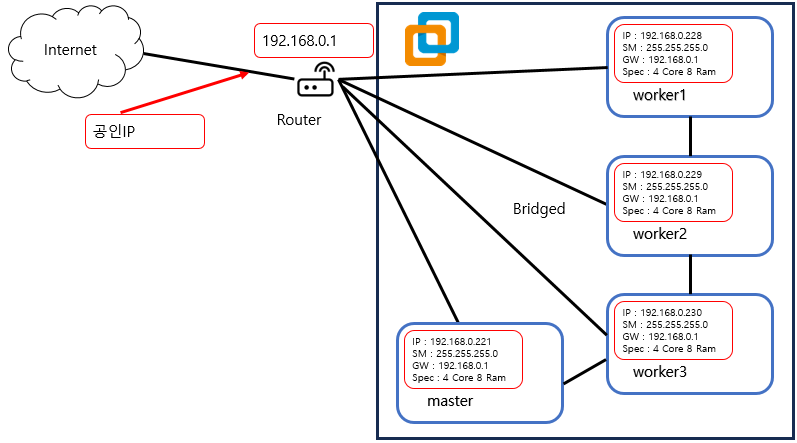 Internet
192.168.0.1
공인IP
Router
IP : 192.168.0.228
SM : 255.255.255.0
GW : 192.168.0.1
Spec : 4 Core 8 Ram
worker1
IP : 192.168.0.229
SM : 255.255.255.0
GW : 192.168.0.1
Spec : 4 Core 8 Ram
worker2
Bridged
IP : 192.168.0.230
SM : 255.255.255.0
GW : 192.168.0.1
Spec : 4 Core 8 Ram
worker3
IP : 192.168.0.221
SM : 255.255.255.0
GW : 192.168.0.1
Spec : 4 Core 8 Ram
master